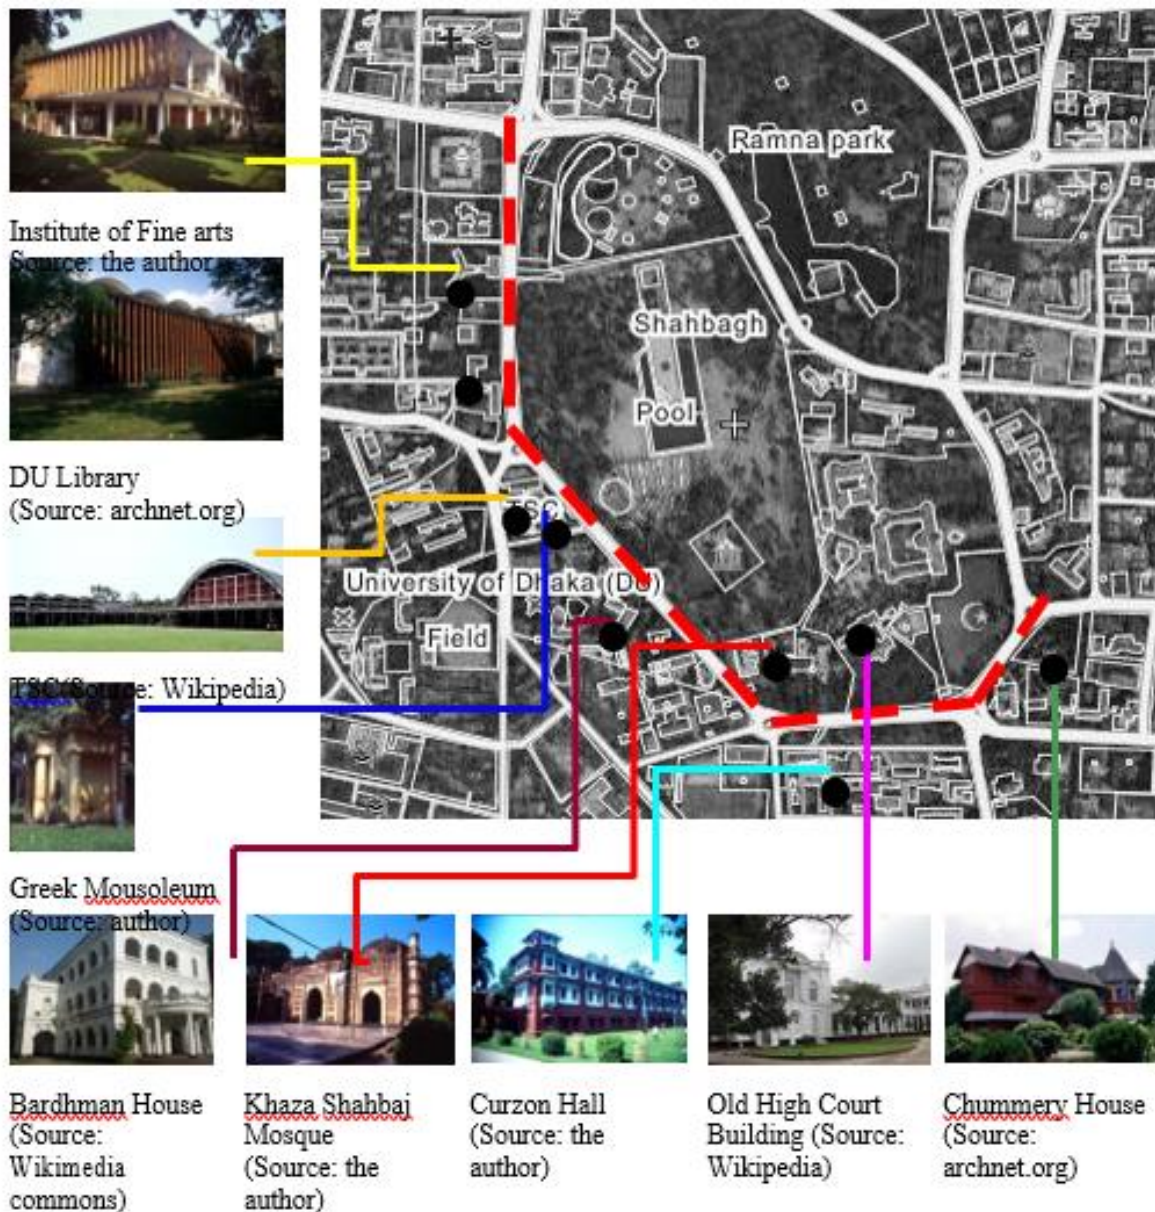 Institute of Fine arts
Source: the author
DU Library
(Source: archnet.org)
TSC(Source: Wikipedia)
Greek Mousoleum
(Source: author)
Ramna park
Shahbagh
Pool
TSC
University of Dhaka (DU)
Field
Bardhman House
(Source:
Wikimedia
commons)
Khaza Shahbaj
Mosque
(Source: the
author)
Curzon Hall
(Source: the
author)
Old High Court
Building (Source:
Wikipedia)
Chummery House
(Source:
archnet.org)